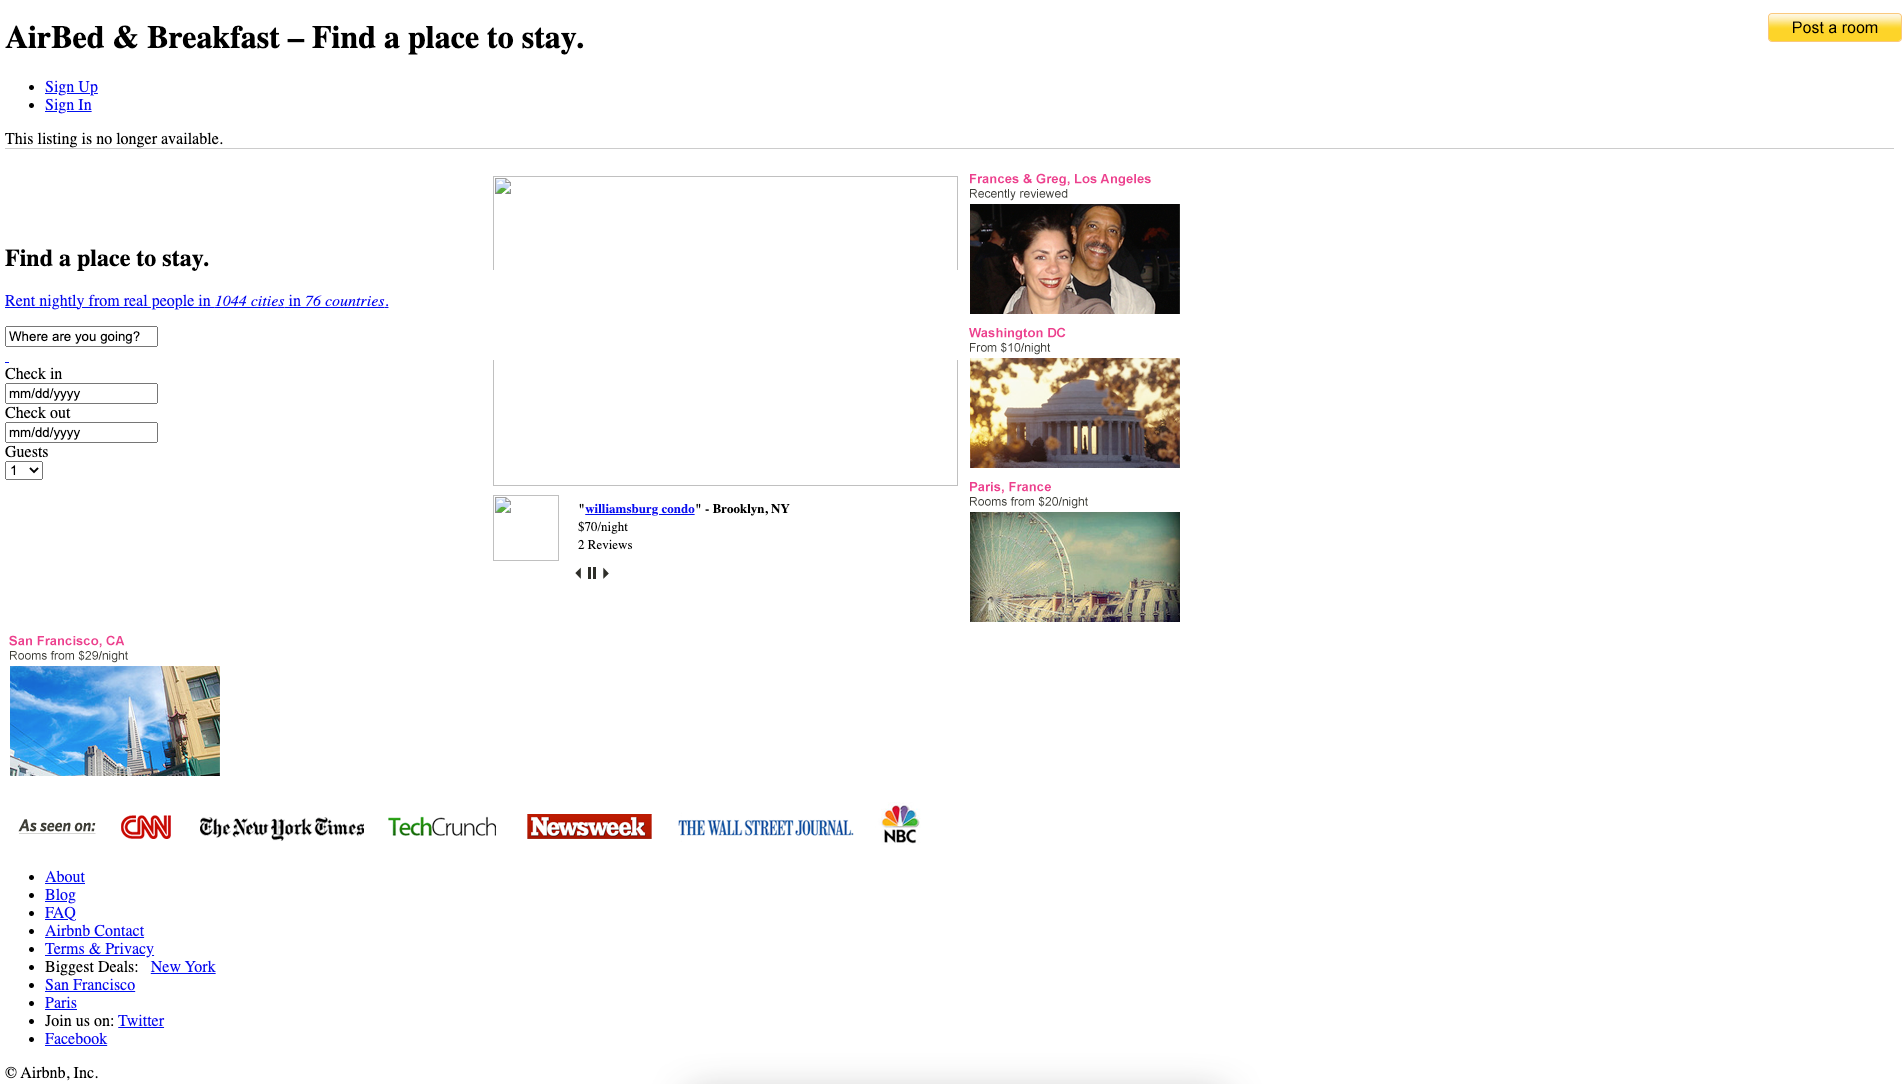 AirBed & Breakfast – Find a place to stay.
Post a room
Sign Up
Sign In
This listing is no longer available.
Find a place to stay.
Rent nightly from real people in 1044 cities in 76 countries.
Where are you going?
Check in
mm/dd/yyyy
Check out
mm/dd/yyyy
Guests
1
"williamsburg condo" - Brooklyn, NY
$70/night
2 Reviews
Frances & Greg, Los Angeles
Recently reviewed
Washington DC
From $10/night
Paris, France
Rooms from $20/night
San Francisco, CA
Rooms from $29/night
As seen on: CNN The New York Times TechCrunch Newsweek THE WALL STREET JOURNAL. NBC
About
Blog
FAQ
Airbnb Contact
Terms & Privacy
Biggest Deals: New York
San Francisco
Paris
Join us on: Twitter
Facebook
© Airbnb, Inc.